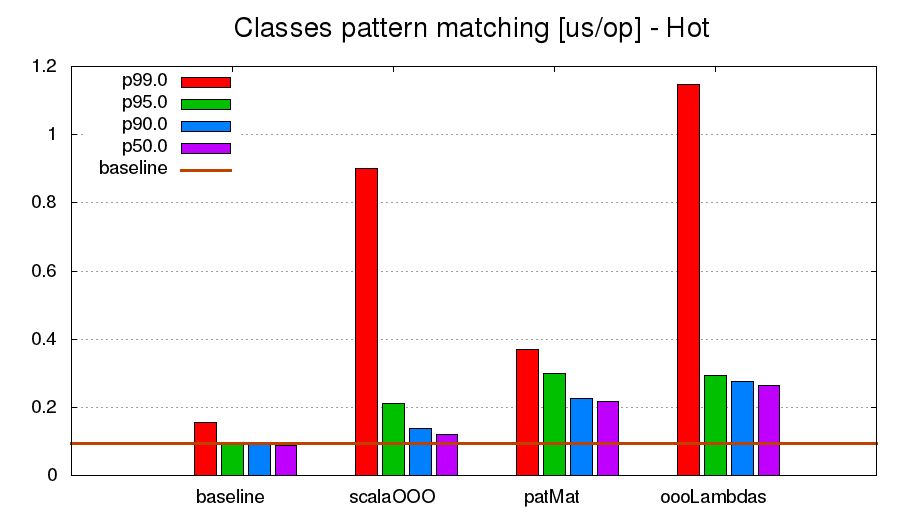 Classes pattern matching [us/op] - Hot
1.2
1
0.8
0.6
0.4
0.2
0
p99.0
p95.0
p90.0
p50.0
baseline
baseline scalaOOO patMat oooLambdas